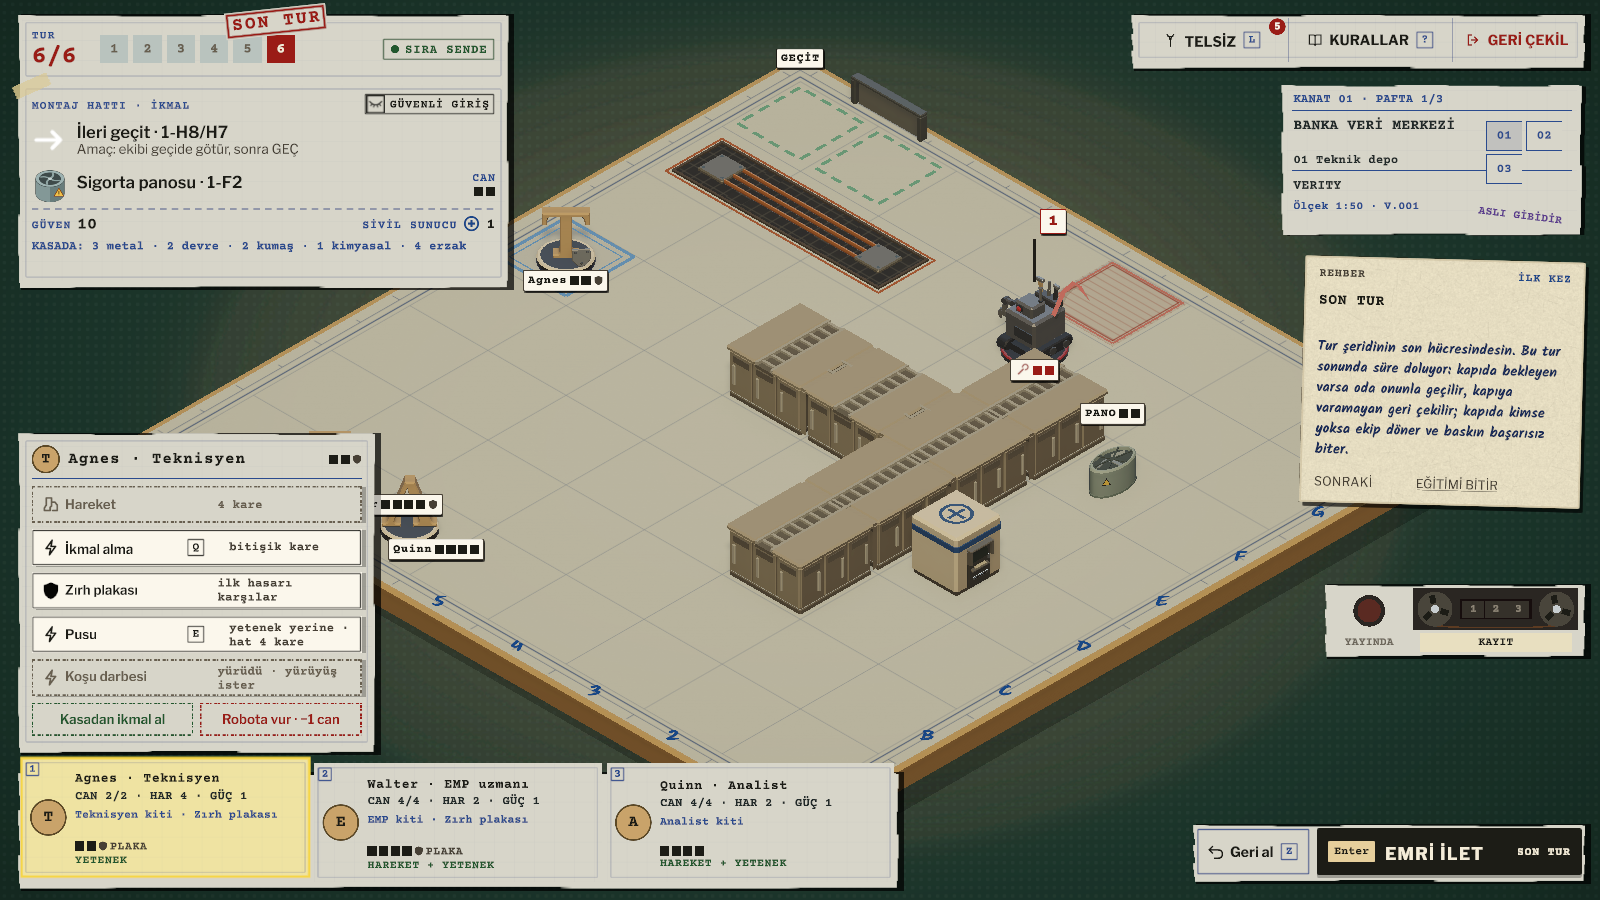 TUR
6/6
1 2 3 4 5 6
SON TUR
SIRA SENDE
MONTAJ HATTI · İKMAL
GÜVENLİ GİRİŞ
İleri geçit · 1-H8/H7
Amaç: ekibi geçide götür, sonra GEÇ
Sigorta panosu · 1-F2
CAN
GÜVEN 10
SİVİL SUNUCU 1
KASADA: 3 metal · 2 devre · 2 kumaş · 1 kimyasal · 4 erzak
GEÇİT
1
Agnes
PANO
Quinn
TELSİZ L 5
KURALLAR ?
GERİ ÇEKİL
KANAT 01 · PAFTA 1/3
BANKA VERİ MERKEZİ
01 Teknik depo
VERITY
Ölçek 1:50 · V.001
01 02
03
ASLI GİBİDİR
REHBER
İLK KEZ
SON TUR
Tur şeridinin son hücresindesin. Bu tur
sonunda süre doluyor: kapıda bekleyen
varsa oda onunla geçilir, kapıya
varamayan geri çekilir; kapıda kimse
yoksa ekip döner ve baskın başarısız
biter.
SONRAKİ
EĞİTİMİ BİTİR
T Agnes · Teknisyen
Hareket 4 kare
İkmal alma Q bitişik kare
Zırh plakası ilk hasarı
karşılar
Pusu E yetenek yerine ·
hat 4 kare
Koşu darbesi yürüdü · yürüyüş
ister
Kasadan ikmal al
Robota vur · −1 can
5
4
3
2
B
C
D
E
F
G
YAYINDA
1 2 3
KAYIT
1
T
Agnes · Teknisyen
CAN 2/2 · HAR 4 · GÜÇ 1
Teknisyen kiti · Zırh plakası
PLAKA
YETENEK
2
E
Walter · EMP uzmanı
CAN 4/4 · HAR 2 · GÜÇ 1
EMP kiti · Zırh plakası
PLAKA
HAREKET + YETENEK
3
A
Quinn · Analist
CAN 4/4 · HAR 2 · GÜÇ 1
Analist kiti
HAREKET + YETENEK
Geri al Z
Enter EMRİ İLET SON TUR